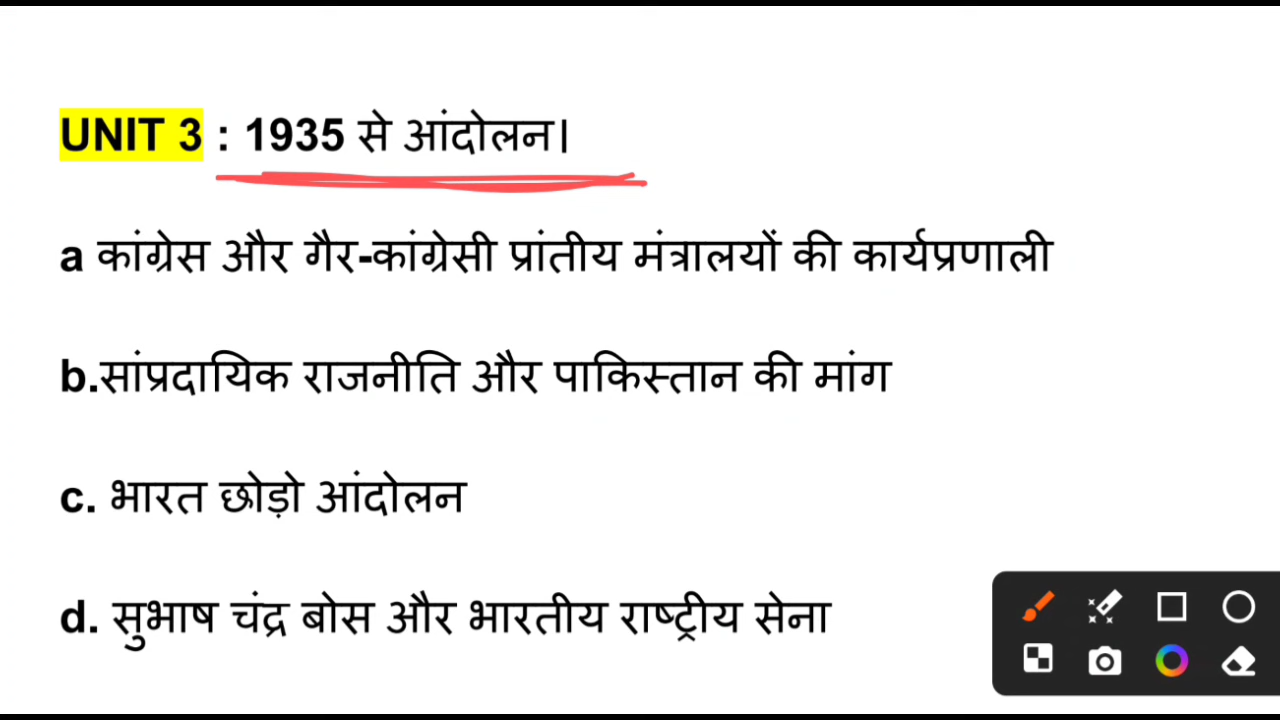 UNIT 3 : 1935 से आंदोलन।
a कांग्रेस और गैर-कांग्रेसी प्रांतीय मंत्रालयों की कार्यप्रणाली
b.सांप्रदायिक राजनीति और पाकिस्तान की मांग
c. भारत छोड़ो आंदोलन
d. सुभाष चंद्र बोस और भारतीय राष्ट्रीय सेना